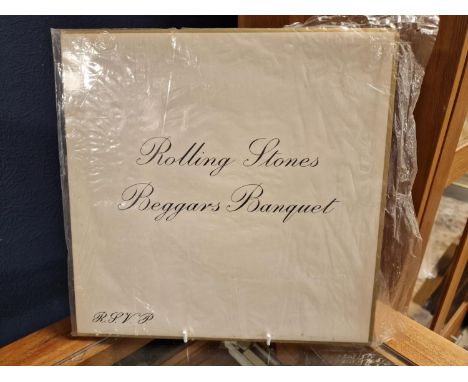 Rolling Stones
Beggars Banquet
R.S.V.P